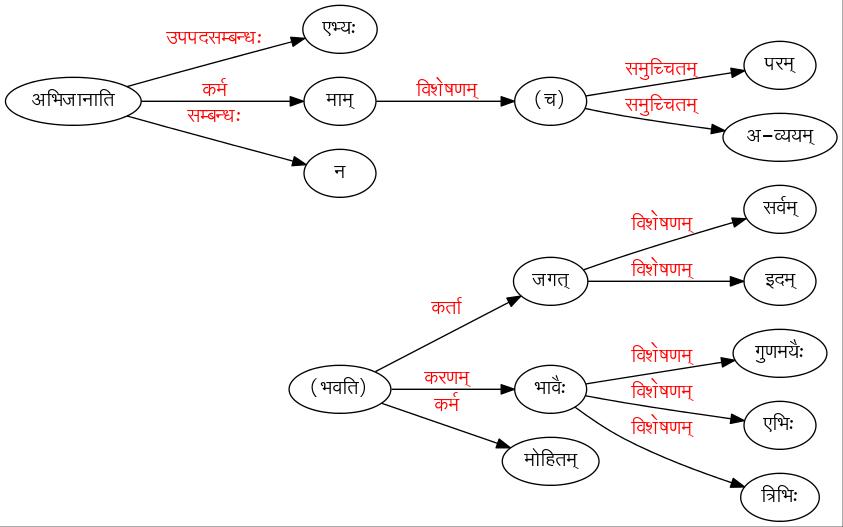 एभ्यः
उपपदसम्बन्धः
अभिजानाति
कर्म
माम्
विशेषणम्
(च)
समुच्चितम्
परम्
समुच्चितम्
अ-व्ययम्
सम्बन्धः
न
सर्वम्
विशेषणम्
जगत्
विशेषणम्
इदम्
कर्ता
गुणमयैः
विशेषणम्
(भवति)
करणम्
भावैः
विशेषणम्
एभिः
कर्म
विशेषणम्
मोहितम्
त्रिभिः